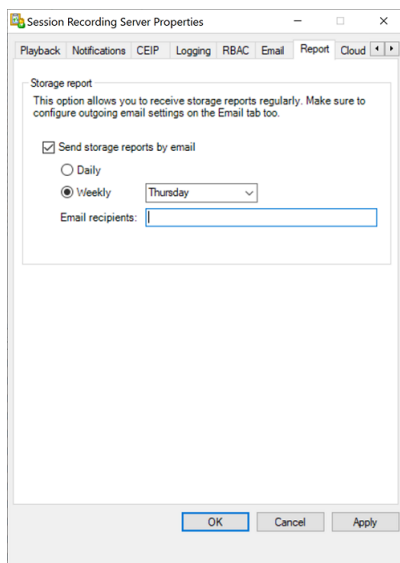 Session Recording Server Properties
Playback Notifications CEIP Logging RBAC Email Report Cloud
Storage report
This option allows you to receive storage reports regularly. Make sure to
configure outgoing email settings on the Email tab too.
Send storage reports by email
Daily
Weekly Thursday
Email recipients:
OK Cancel Apply